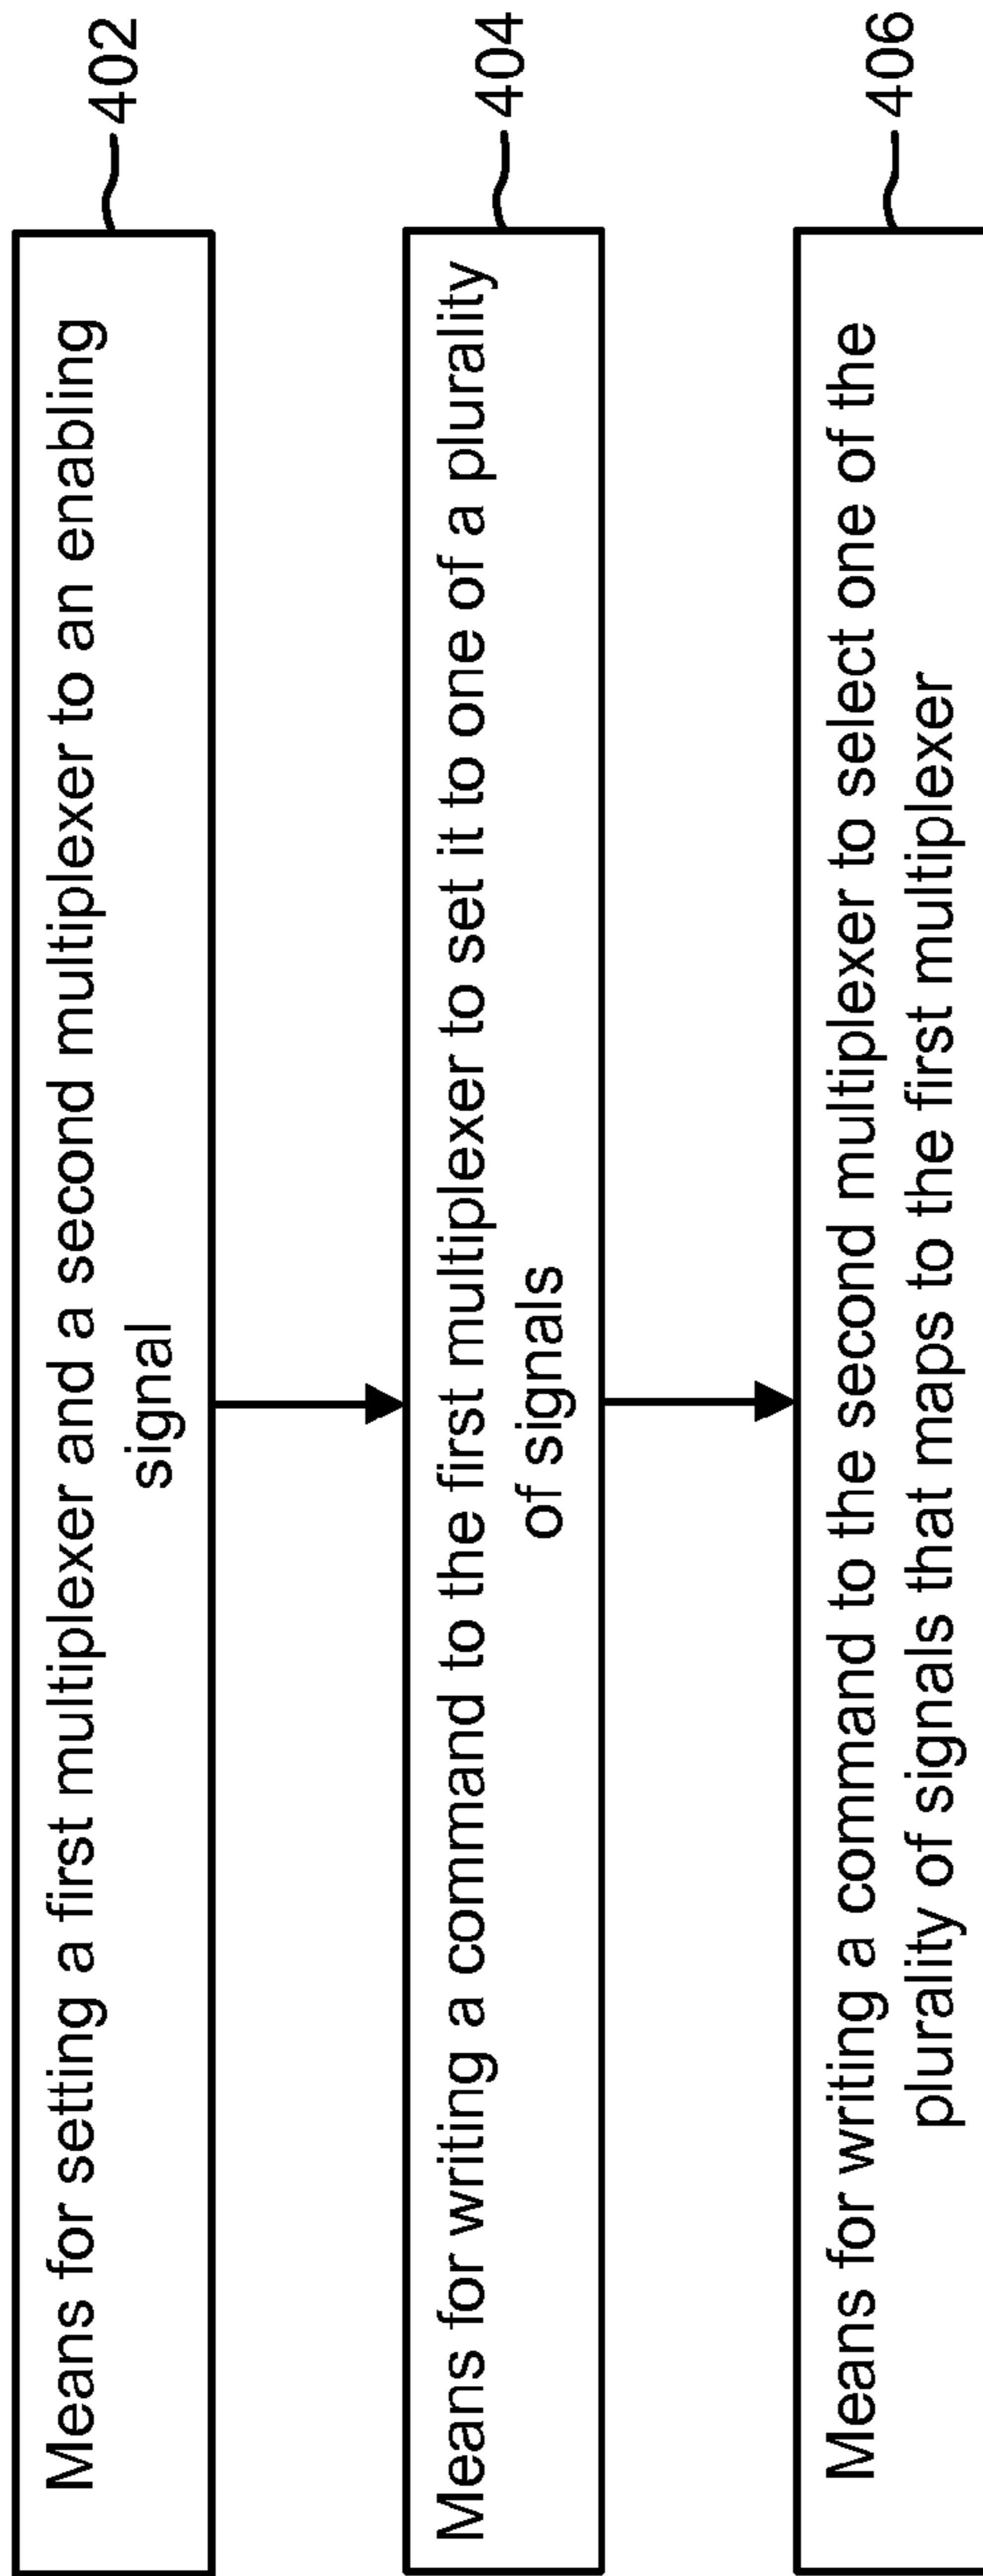 Means for setting a first multiplexer and a second multiplexer to an enabling
signal
402
Means for writing a command to the first multiplexer to set it to one of a plurality
of signals
404
Means for writing a command to the second multiplexer to select one of the
plurality of signals that maps to the first multiplexer
406